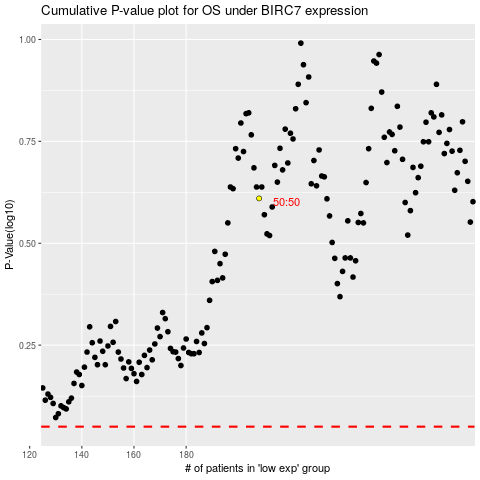 Cumulative P-value plot for OS under BIRC7 expression
P-Value(log10)
1.00
0.75
0.50
0.25
50:50
120 140 160 180
# of patients in 'low exp' group